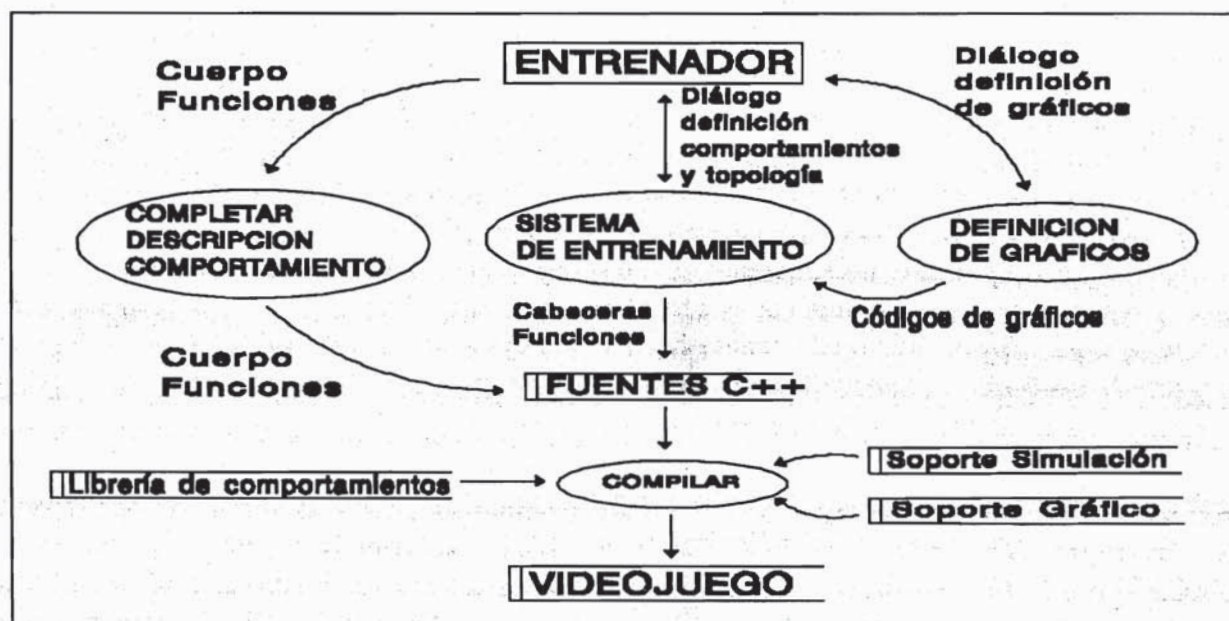 ENTRENADOR
Cuerpo
Funciones
Diálogo
definición
de gráficos
Diálogo
definición
comportamientos
y topología
COMPLETAR
DESCRIPCION
COMPORTAMIENTO
SISTEMA
DE ENTRENAMIENTO
DEFINICION
DE GRAFICOS
Cabeceras
Funciones
Códigos de gráficos
Cuerpo
Funciones
FUENTES C++
Librería de comportamientos
COMPILAR
Soporte Simulación
Soporte Gráfico
VIDEOJUEGO